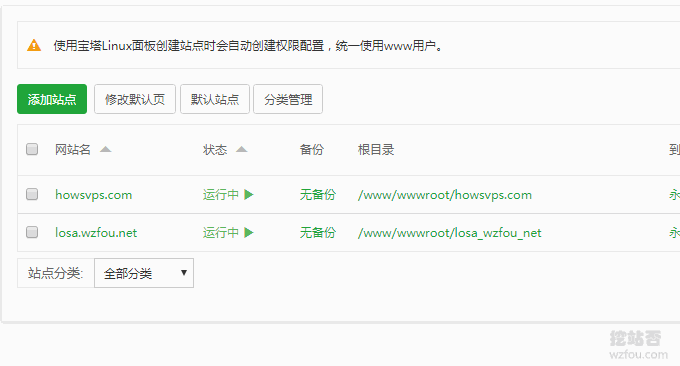 使用宝塔Linux面板创建站点时会自动创建权限配置，统一使用www用户。
添加站点 修改默认页 默认站点 分类管理
网站名 状态 备份 根目录 到
howsvps.com 运行中 无备份 /www/wwwroot/howsvps.com 永
losa.wzfou.net 运行中 无备份 /www/wwwroot/losa_wzfou_net 永
站点分类: 全部分类
挖站否
wzfou.com